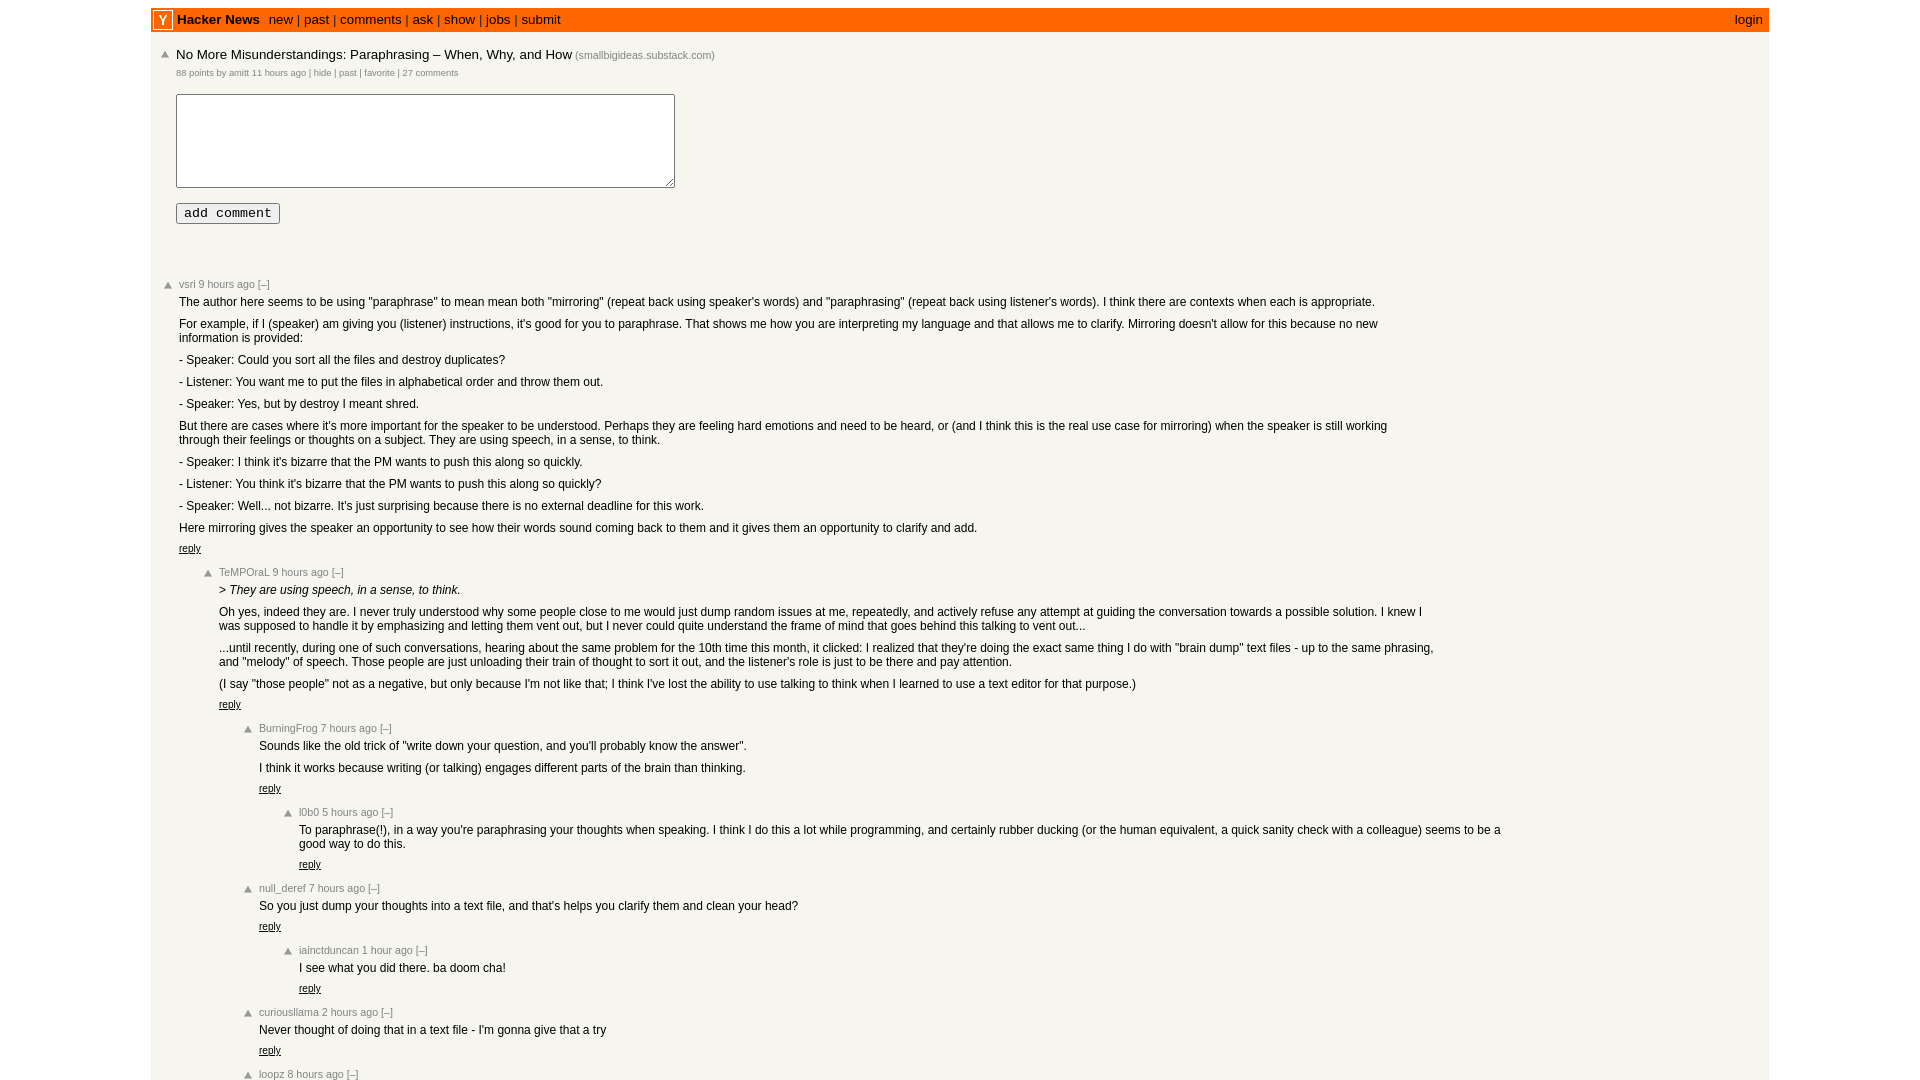 Y Hacker News new | past | comments | ask | show | jobs | submit login
No More Misunderstandings: Paraphrasing – When, Why, and How (smallbigideas.substack.com)
88 points by amitt 11 hours ago | hide | past | favorite | 27 comments
add comment
vsri 9 hours ago [–]
The author here seems to be using "paraphrase" to mean mean both "mirroring" (repeat back using speaker's words) and "paraphrasing" (repeat back using listener's words). I think there are contexts when each is appropriate.
For example, if I (speaker) am giving you (listener) instructions, it's good for you to paraphrase. That shows me how you are interpreting my language and that allows me to clarify. Mirroring doesn't allow for this because no new
information is provided:
- Speaker: Could you sort all the files and destroy duplicates?
- Listener: You want me to put the files in alphabetical order and throw them out.
- Speaker: Yes, but by destroy I meant shred.
But there are cases where it's more important for the speaker to be understood. Perhaps they are feeling hard emotions and need to be heard, or (and I think this is the real use case for mirroring) when the speaker is still working
through their feelings or thoughts on a subject. They are using speech, in a sense, to think.
- Speaker: I think it's bizarre that the PM wants to push this along so quickly.
- Listener: You think it's bizarre that the PM wants to push this along so quickly?
- Speaker: Well... not bizarre. It's just surprising because there is no external deadline for this work.
Here mirroring gives the speaker an opportunity to see how their words sound coming back to them and it gives them an opportunity to clarify and add.
reply
TeMPOraL 9 hours ago [–]
> They are using speech, in a sense, to think.
Oh yes, indeed they are. I never truly understood why some people close to me would just dump random issues at me, repeatedly, and actively refuse any attempt at guiding the conversation towards a possible solution. I knew I
was supposed to handle it by emphasizing and letting them vent out, but I never could quite understand the frame of mind that goes behind this talking to vent out...
...until recently, during one of such conversations, hearing about the same problem for the 10th time this month, it clicked: I realized that they're doing the exact same thing I do with "brain dump" text files - up to the same phrasing,
and "melody" of speech. Those people are just unloading their train of thought to sort it out, and the listener's role is just to be there and pay attention.
(I say "those people" not as a negative, but only because I'm not like that; I think I've lost the ability to use talking to think when I learned to use a text editor for that purpose.)
reply
BurningFrog 7 hours ago [–]
Sounds like the old trick of "write down your question, and you'll probably know the answer".
I think it works because writing (or talking) engages different parts of the brain than thinking.
reply
l0b0 5 hours ago [–]
To paraphrase(!), in a way you're paraphrasing your thoughts when speaking. I think I do this a lot while programming, and certainly rubber ducking (or the human equivalent, a quick sanity check with a colleague) seems to be a
good way to do this.
reply
null_deref 7 hours ago [–]
So you just dump your thoughts into a text file, and that's helps you clarify them and clean your head?
reply
iainctduncan 1 hour ago [–]
I see what you did there. ba doom cha!
reply
curiousllama 2 hours ago [–]
Never thought of doing that in a text file - I'm gonna give that a try
reply
loopz 8 hours ago [–]